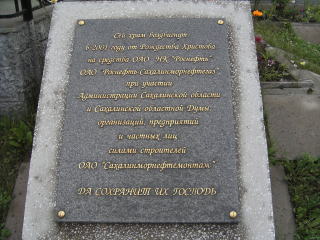 Сей храм воздвигнут
в 2001 году от Рождества Христова
на средства ОАО "НК "Роснефть",
ОАО "Роснефть-Сахалинморнефтегаз",
при участии
Администрации Сахалинской области
и Сахалинской областной Думы,
организаций, предприятий
и частных лиц
силами строителей
ОАО "Сахалинморнефтемонтаж".
ДА СОХРАНИТ ИХ ГОСПОДЬ